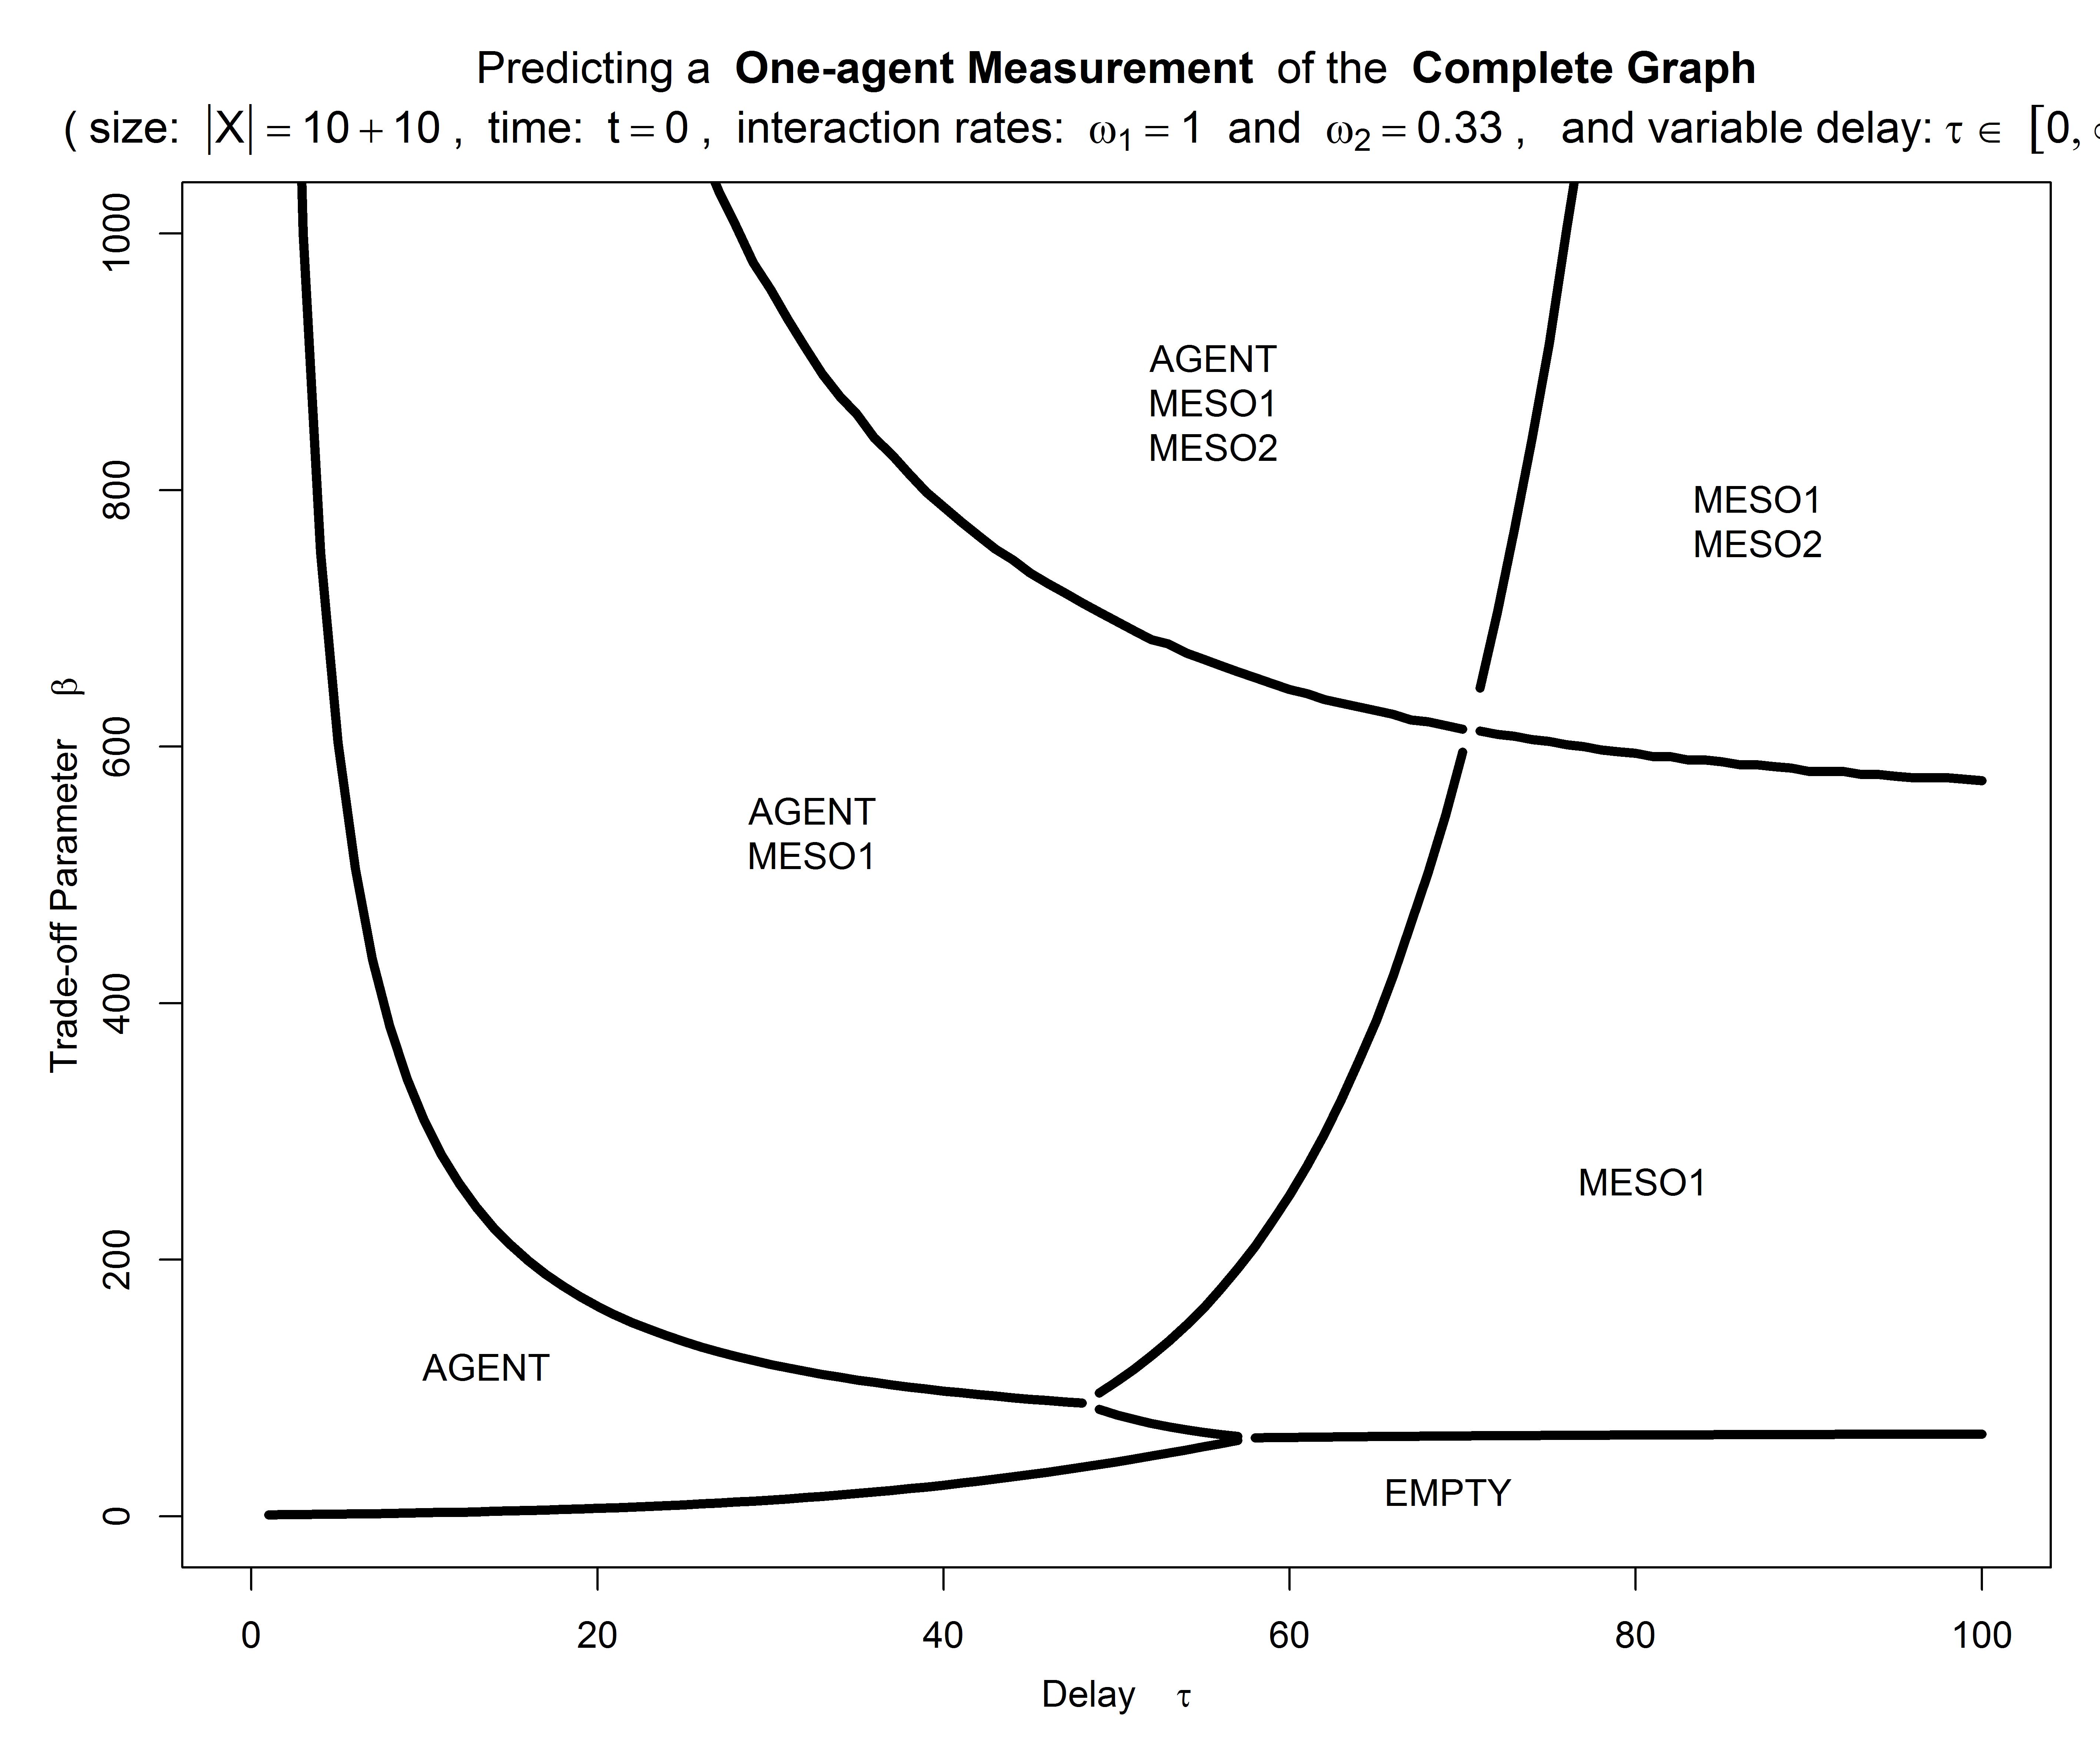 Predicting a One-agent Measurement of the Complete Graph
( size: |X| = 10 + 10 , time: t = 0 , interaction rates: ω1 = 1 and ω2 = 0.33 , and variable delay: τ ∈ [0,
1000
800
600
400
200
0
Trade-off Parameter β
AGENT
MESO1
MESO2
MESO1
MESO2
AGENT
MESO1
MESO1
AGENT
EMPTY
0 20 40 60 80 100
Delay τ